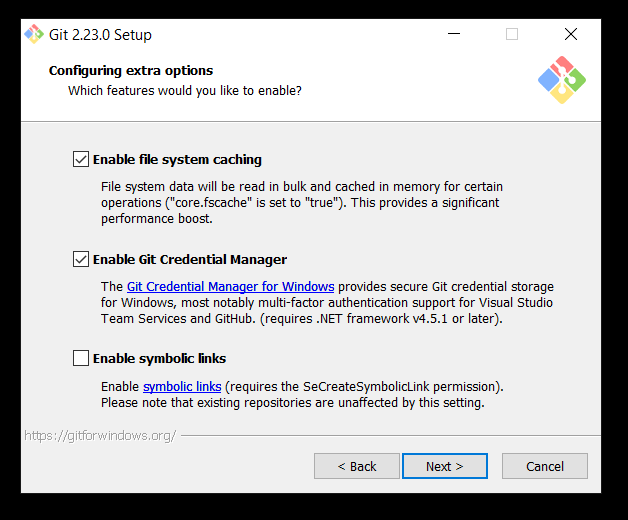 Git 2.23.0 Setup
Configuring extra options
Which features would you like to enable?
Enable file system caching
File system data will be read in bulk and cached in memory for certain
operations ("core.fscache" is set to "true"). This provides a significant
performance boost.
Enable Git Credential Manager
The Git Credential Manager for Windows provides secure Git credential storage
for Windows, most notably multi-factor authentication support for Visual Studio
Team Services and GitHub. (requires .NET framework v4.5.1 or later).
Enable symbolic links
Enable symbolic links (requires the SeCreateSymbolicLink permission).
Please note that existing repositories are unaffected by this setting.
https://gitforwindows.org/
< Back
Next >
Cancel